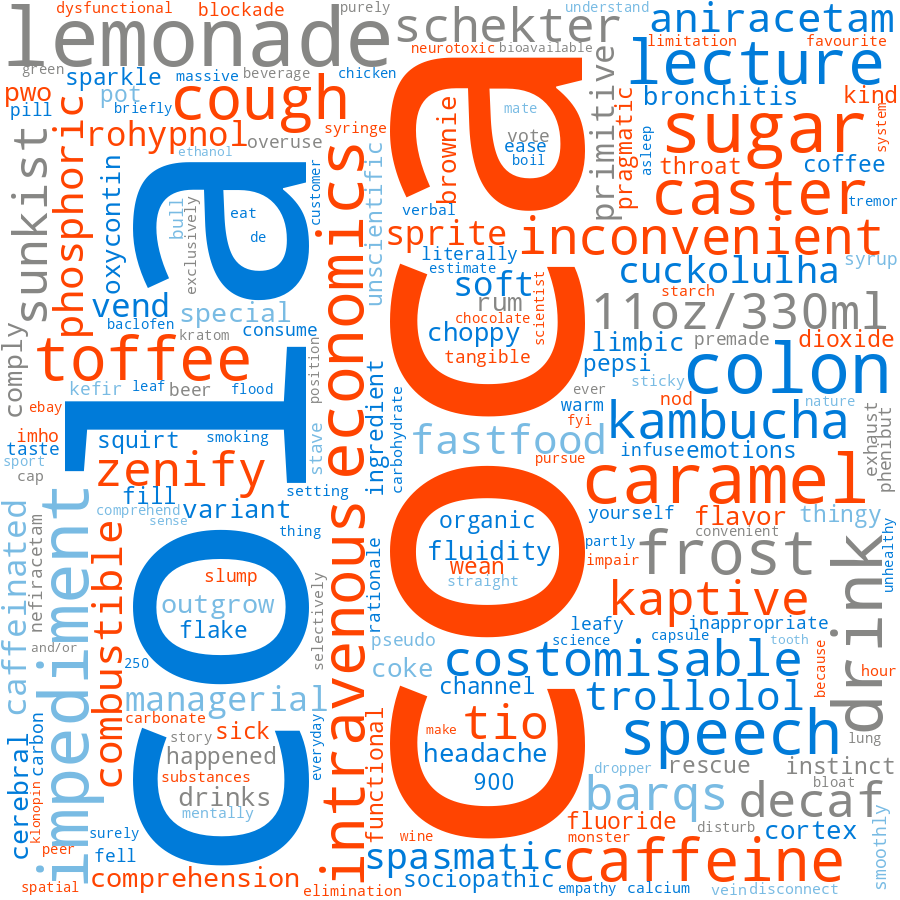 dysfunctional
blockade
purely
understand
lemonade
schekter
aniracetam
neurotoxic
bioavailable
limitation
favourite
green
sparkle
massive
beverage
chicken
lecture
pwo
pot
cough
kind
pill
briefly
bronchitis
rohypnol
overuse
syringe
brownie
mate
vote
ease
boil
primitive
pragmatic
asleep
sugar
system
throat
coffee
ethanol
sunkist
phosphoric
oxycontin
bull
exclusively
eat
de
customer
unscientific
verbal
caster
tremor
sprite
inconvenient
literally
estimate
cuckolulha
syrup
soft
rum
chocolate
scientist
starch
vend
special
baclofen
kratom
consume
position
choppy
tangible
11oz/330ml
limbic
premade
dioxide
comply
toffee
economics
pepsi
colon
sticky
kefir
leaf
beer
flood
ever
warm
nod
nature
ebay
fyi
kambucha
imho
taste
sport
cap
squirt
smoking
stave
ingredient
carbohydrate
fastfood
pursue
infuse
emotions
exhaust
phenibut
zenify
setting
caramel
fill
variant
comprehend
sense
thing
organic
yourself
flavor
thingy
convenient
cola
coca
caffeinated
nefiracetam
impediment
combustible
fluidity
wean
straight
partly
impair
frost
drink
unhealthy
slump
outgrow
flake
selectively
rationale
intravenous
kaptive
leafy
inappropriate
science
capsule
tooth
and/or
250
pseudo
coke
costomisable
because
hour
managerial
channel
trollolol
carbonate
story
sick
happened
substances
drinks
mentally
everyday
functional
make
tio
headache
900
speech
lung
cerebral
carbon
klonopin
dropper
rescue
instinct
bloat
barqs
decaf
surely
peer
fell
wine
monster
fluoride
disturb
cortex
smoothly
spasmatic
caffeine
spatial
comprehension
elimination
sociopathic
empathy
calcium
vein
disconnect